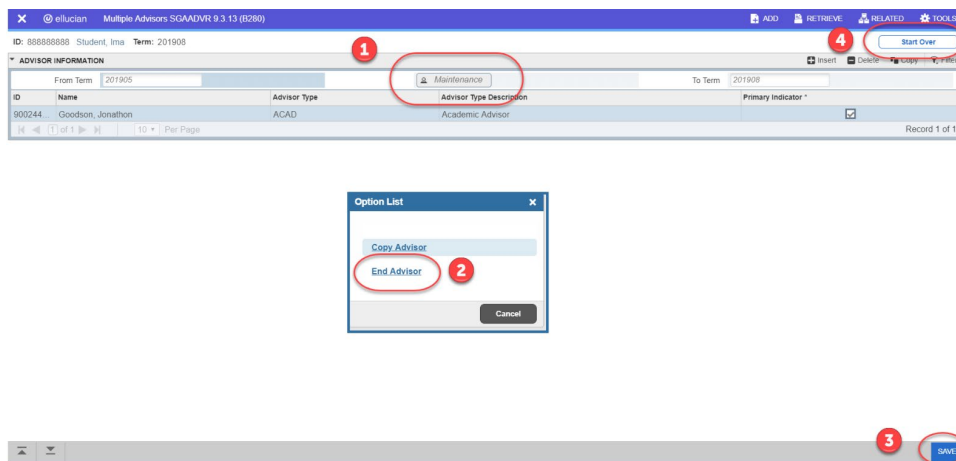 ellucian Multiple Advisors SGAADVR 9.3.13 (B280) ADD RETRIEVE RELATED TOOLS
ID: 888888888 Student, Ima Term: 201908 1 4 Start Over
ADVISOR INFORMATION Insert Delete Copy Filter
From Term 201905 Maintenance To Term 201908
ID Name Advisor Type Advisor Type Description Primary Indicator *
900244... Goodson, Jonathon ACAD Academic Advisor
1 of 1 10 Per Page Record 1 of 1
Option List
Copy Advisor
End Advisor 2
Cancel
3 SAVE